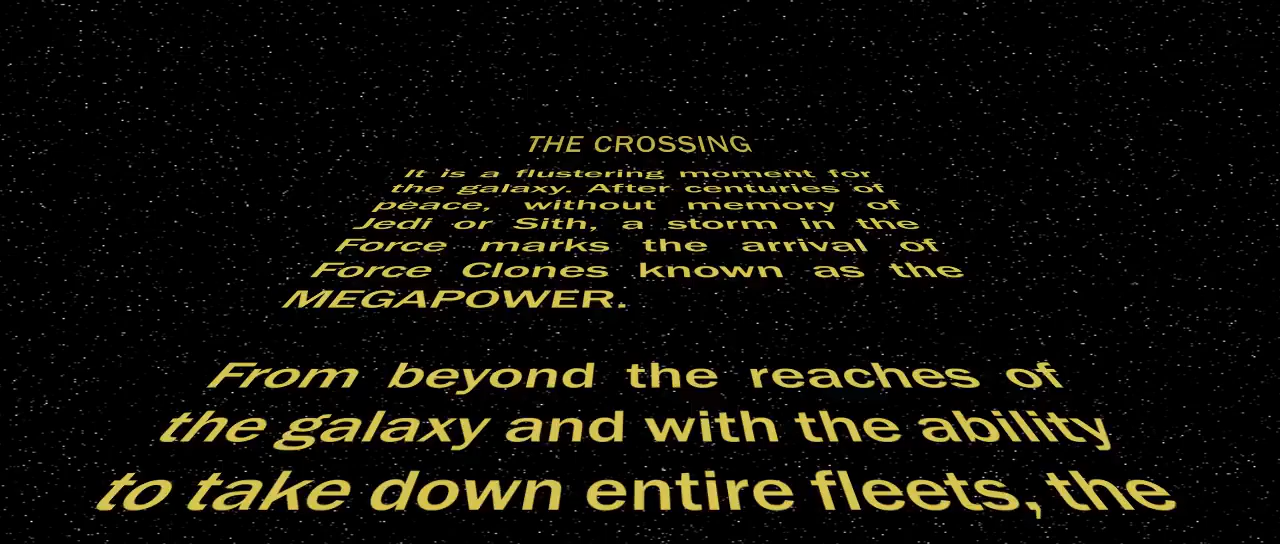 THE CROSSING
It is a flustering moment for
the galaxy. After centuries of
peace, without memory of
Jedi or Sith, a storm in the
Force marks the arrival of
Force Clones known as the
MEGAPOWER.
From beyond the reaches of
the galaxy and with the ability
to take down entire fleets, the